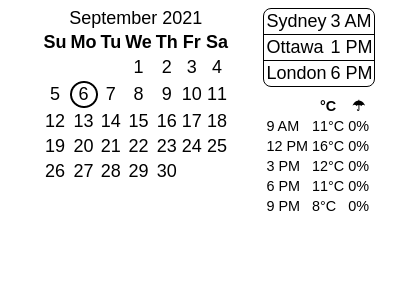 September 2021
Su Mo Tu We Th Fr Sa
1 2 3 4
5 6 7 8 9 10 11
12 13 14 15 16 17 18
19 20 21 22 23 24 25
26 27 28 29 30
Sydney 3 AM
Ottawa 1 PM
London 6 PM
°C ☂
9 AM 11°C 0%
12 PM 16°C 0%
3 PM 12°C 0%
6 PM 11°C 0%
9 PM 8°C 0%